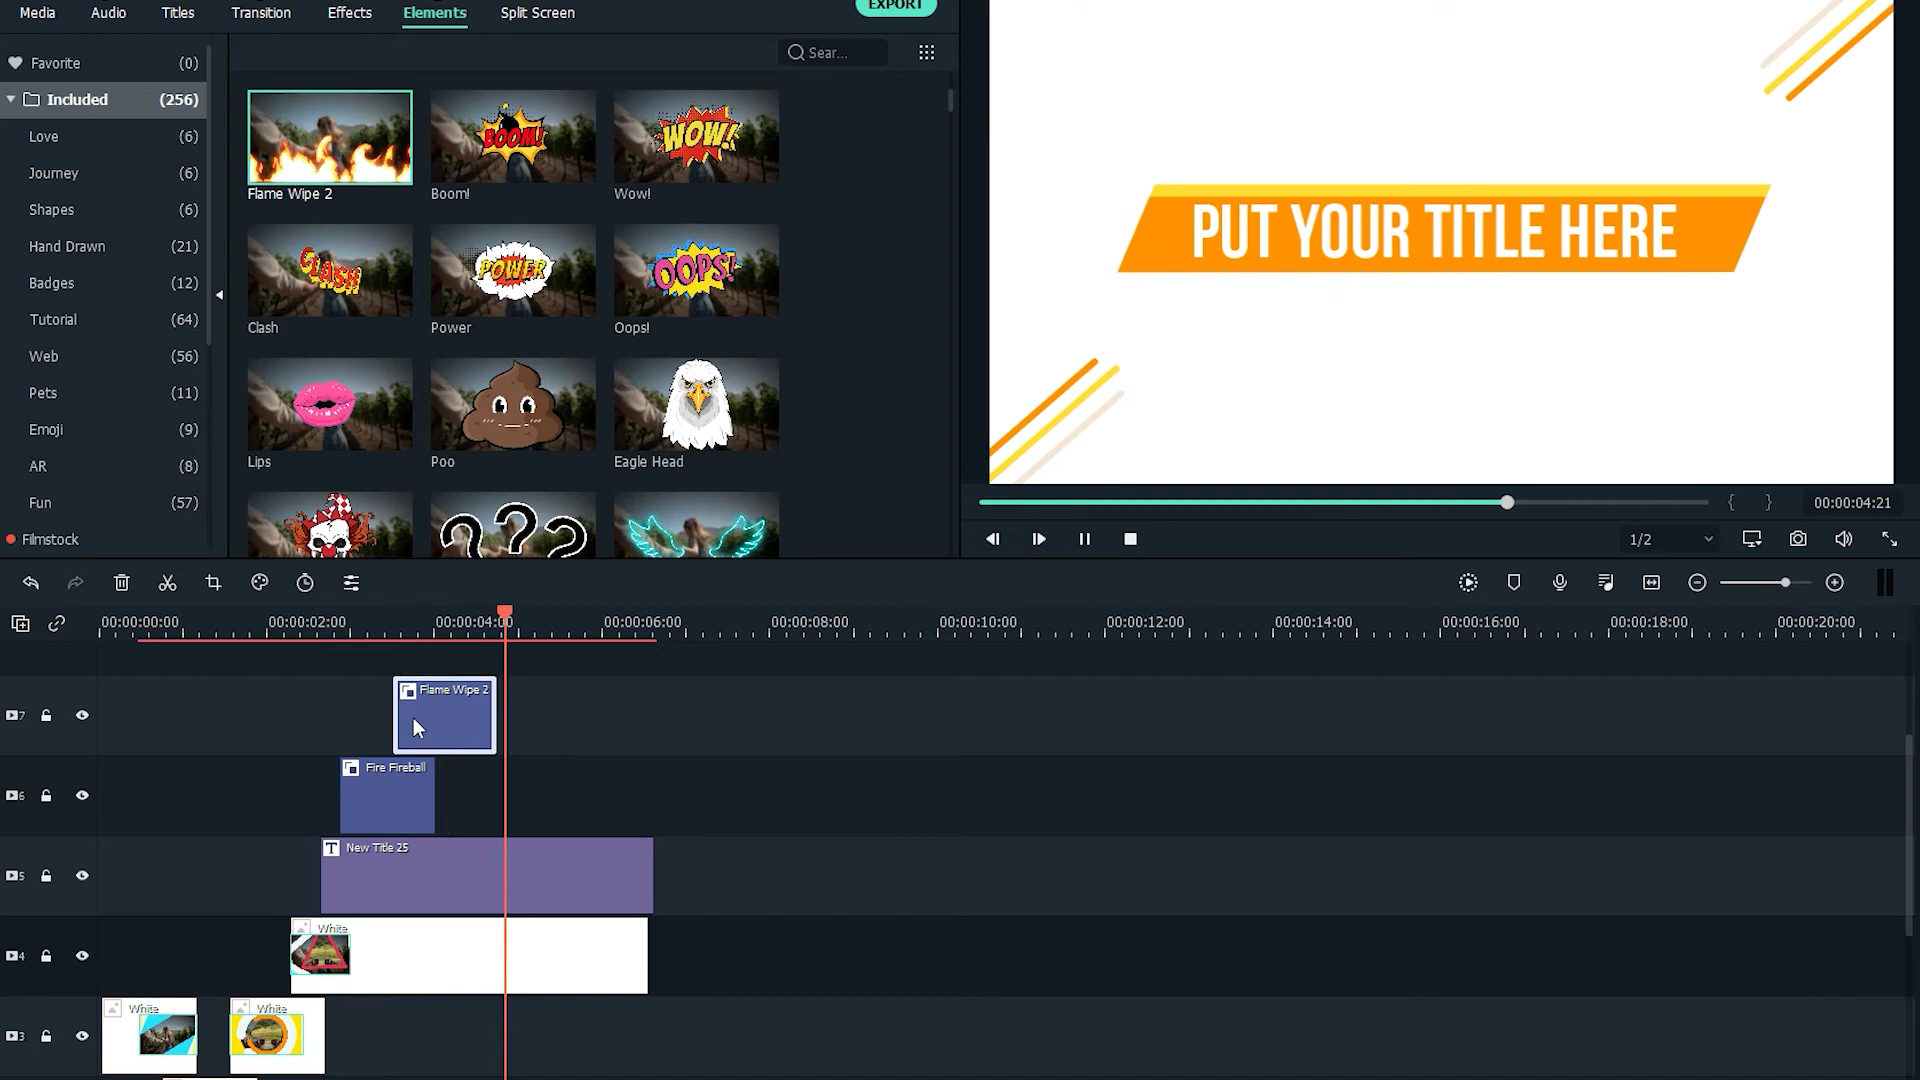 Media Audio Titles Transition Effects Elements Split Screen EXPORT
Sear...
Favorite (0)
Included (256)
Love (6)
Journey (6)
Shapes (6)
Hand Drawn (21)
Badges (12)
Tutorial (64)
Web (56)
Pets (11)
Emoji (9)
AR (8)
Fun (57)
Filmstock
BOOM! WOW!
Flame Wipe 2 Boom! Wow!
CLASH POWER OOPS!
Clash Power Oops!
Lips Poo Eagle Head
???
PUT YOUR TITLE HERE
{ } 00:00:04:21
1/2
00:00:00:00 00:00:02:00 00:00:04:00 00:00:06:00 00:00:08:00 00:00:10:00 00:00:12:00 00:00:14:00 00:00:16:00 00:00:18:00 00:00:20:00
7 Flame Wipe 2
6 Fire Fireball
5 T New Title 25
4 White
3 White White